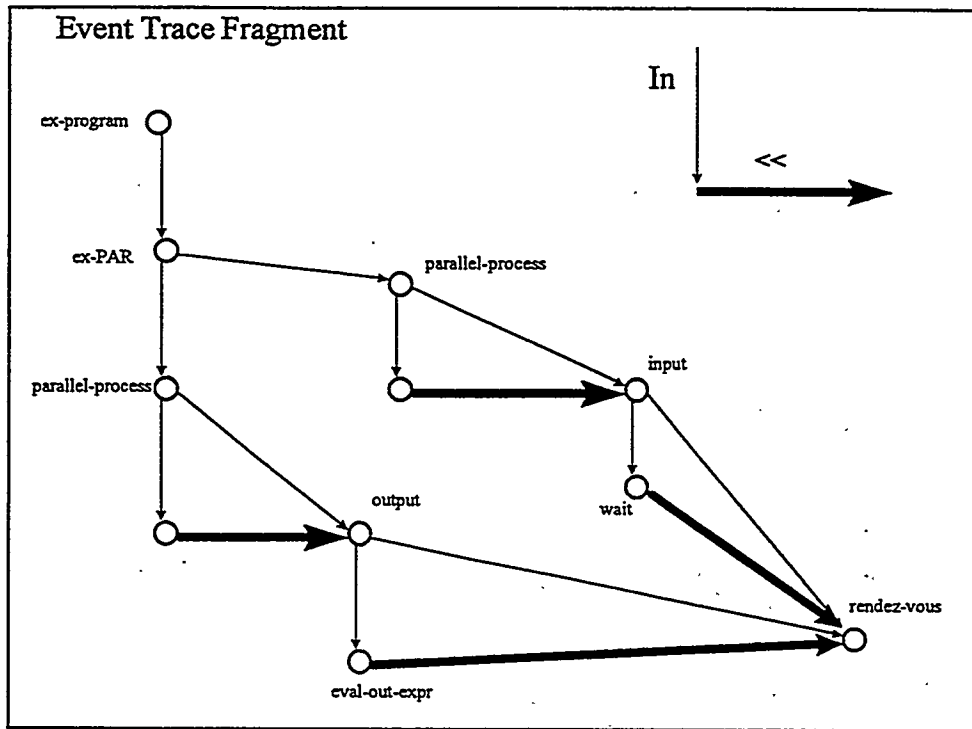 Event Trace Fragment
In
<<
ex-program
ex-PAR
parallel-process
parallel-process
input
output
wait
rendez-vous
eval-out-expr